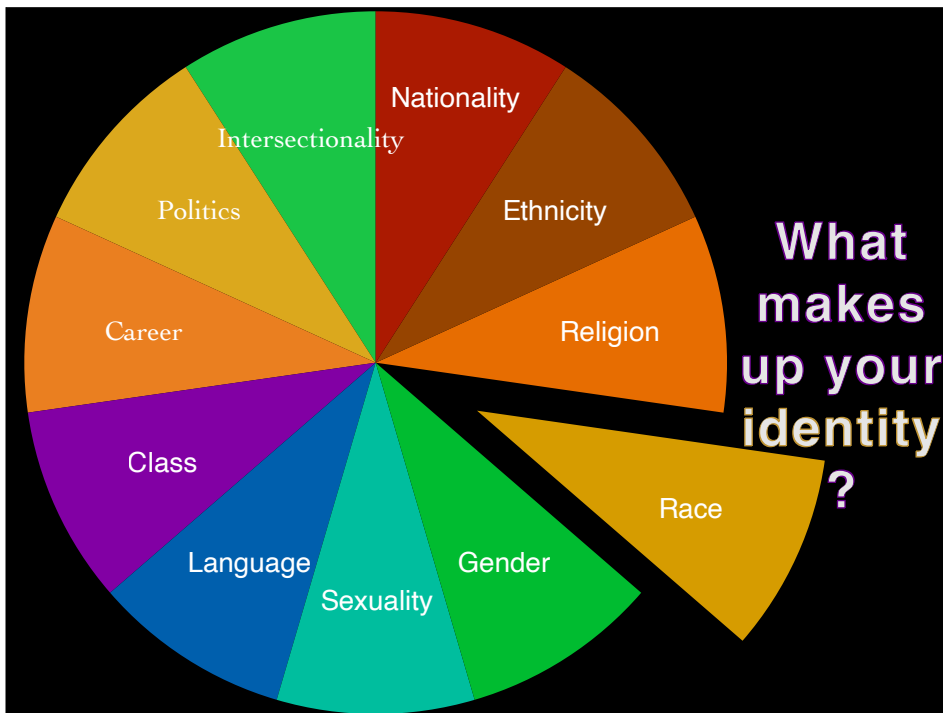 Nationality
Intersectionality
Ethnicity
Politics
Religion
Career
Class
Race
Language
Gender
Sexuality
What
makes
up your
identity
?